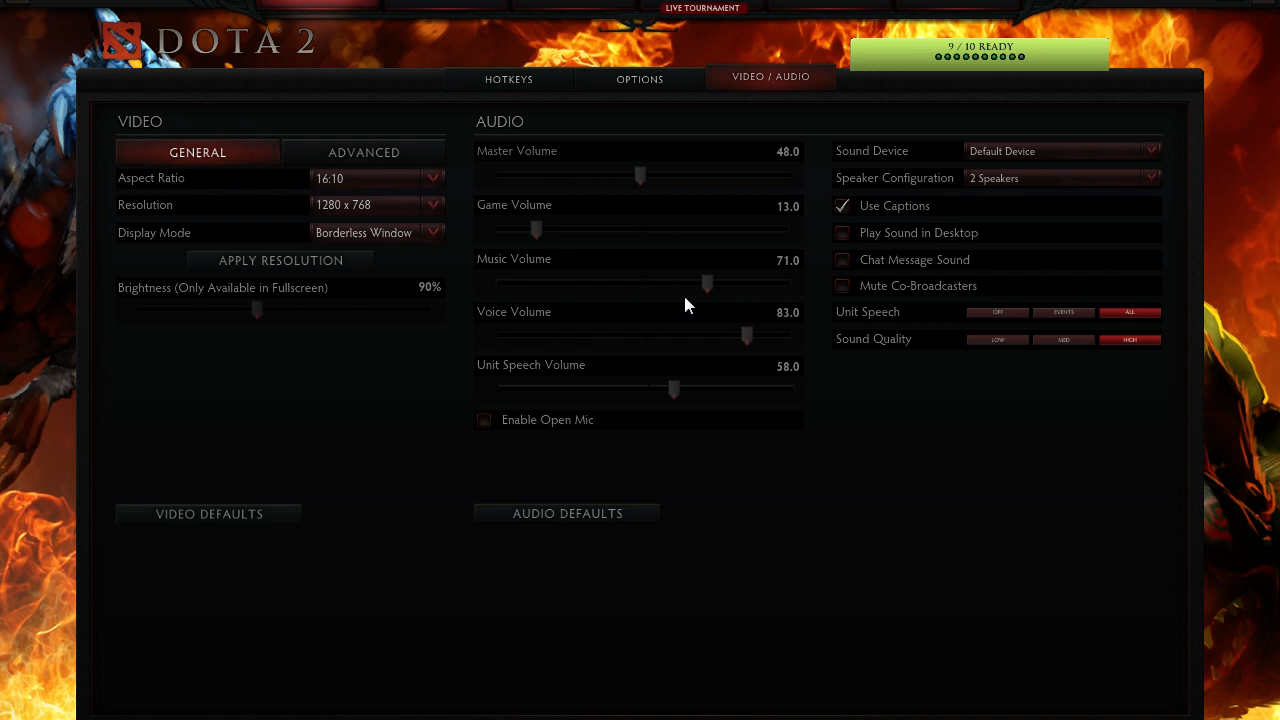 LIVE TOURNAMENT
DOTA 2
9 / 10 READY
HOTKEYS
OPTIONS
VIDEO / AUDIO
VIDEO
GENERAL
ADVANCED
Aspect Ratio
16:10
Resolution
1280 x 768
Display Mode
Borderless Window
APPLY RESOLUTION
Brightness (Only Available in Fullscreen)
90%
VIDEO DEFAULTS
AUDIO
Master Volume
48.0
Game Volume
13.0
Music Volume
71.0
Voice Volume
83.0
Unit Speech Volume
58.0
Enable Open Mic
AUDIO DEFAULTS
Sound Device
Default Device
Speaker Configuration
2 Speakers
Use Captions
Play Sound in Desktop
Chat Message Sound
Mute Co-Broadcasters
Unit Speech
OFF
EVENTS
ALL
Sound Quality
LOW
MED
HIGH